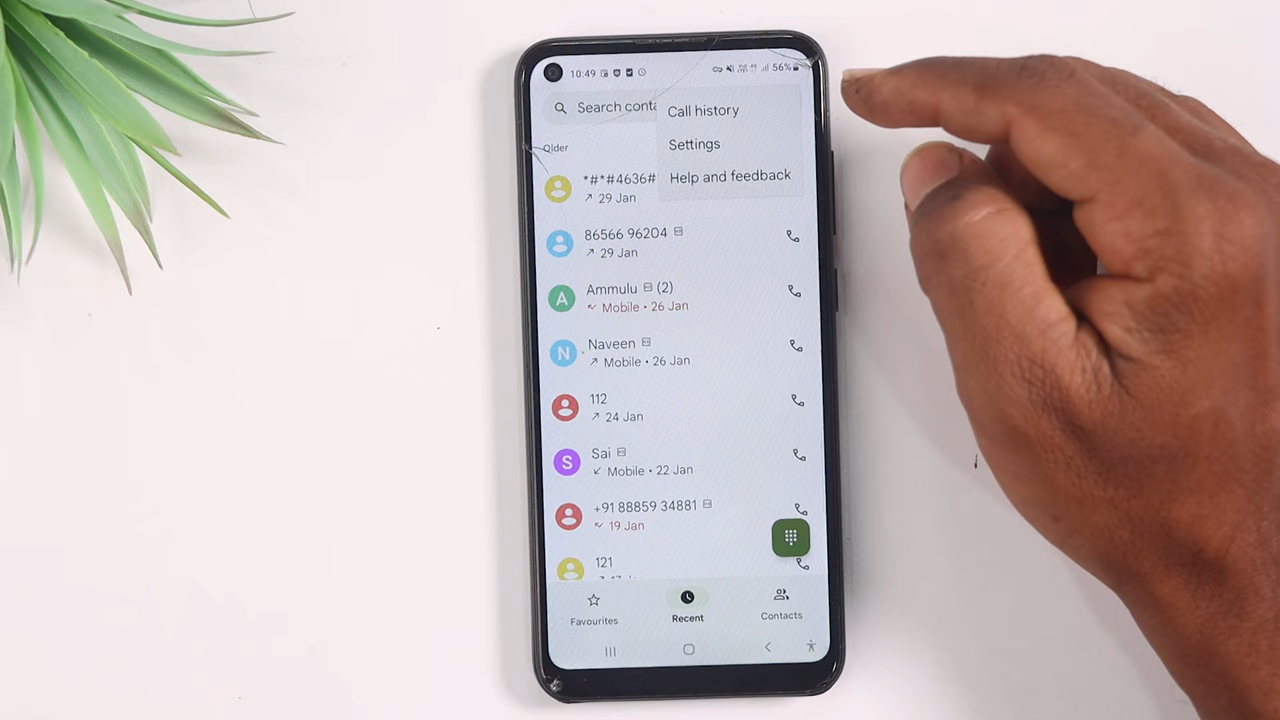 10:49 56%
Search conta
Call history
Settings
Help and feedback
Older
*#*#4636#
29 Jan
86566 96204
29 Jan
A Ammulu (2)
Mobile • 26 Jan
N Naveen
Mobile • 26 Jan
112
24 Jan
S Sai
Mobile • 22 Jan
+91 88859 34881
19 Jan
121
Favourites Recent Contacts